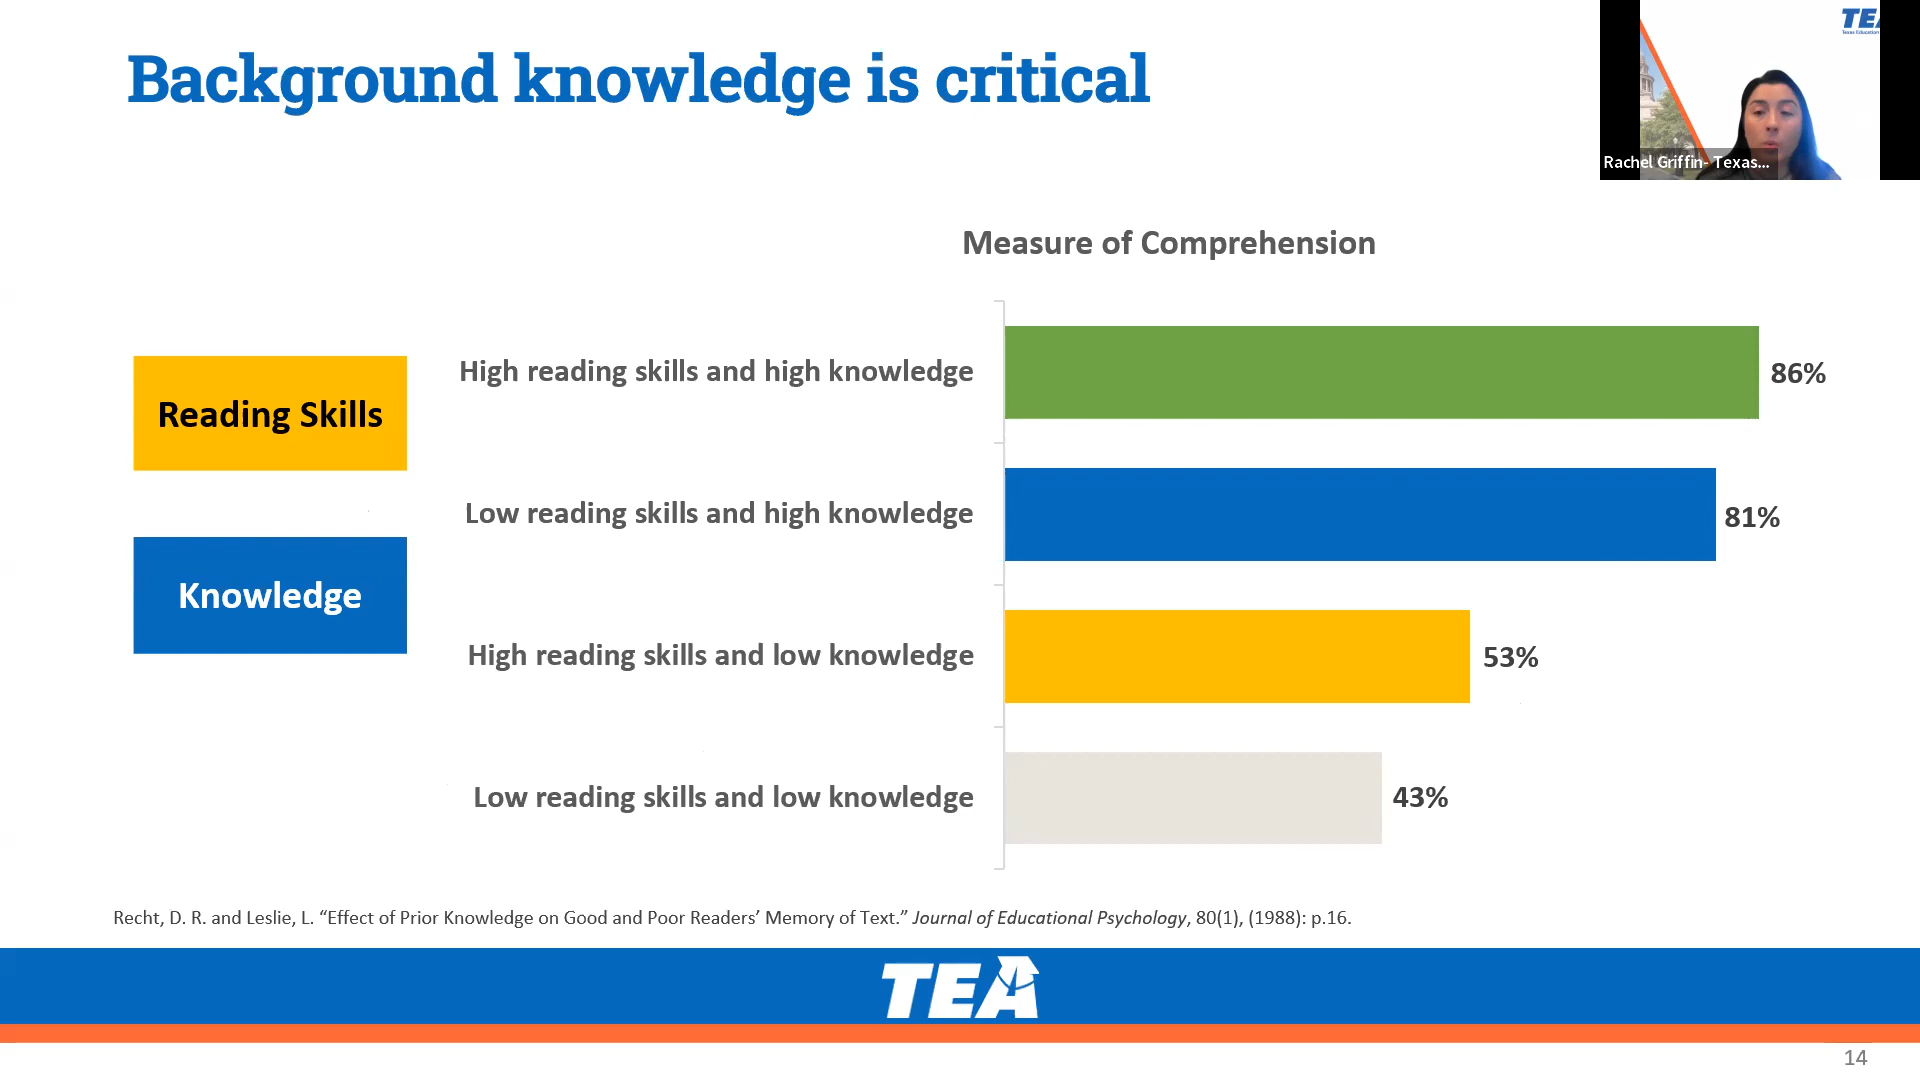 Background knowledge is critical
TEA
Texas Education
Rachel Griffin- Texas...
Measure of Comprehension
Reading Skills
Knowledge
High reading skills and high knowledge
86%
Low reading skills and high knowledge
81%
High reading skills and low knowledge
53%
Low reading skills and low knowledge
43%
Recht, D. R. and Leslie, L. “Effect of Prior Knowledge on Good and Poor Readers’ Memory of Text.” Journal of Educational Psychology, 80(1), (1988): p.16.
TEA
14